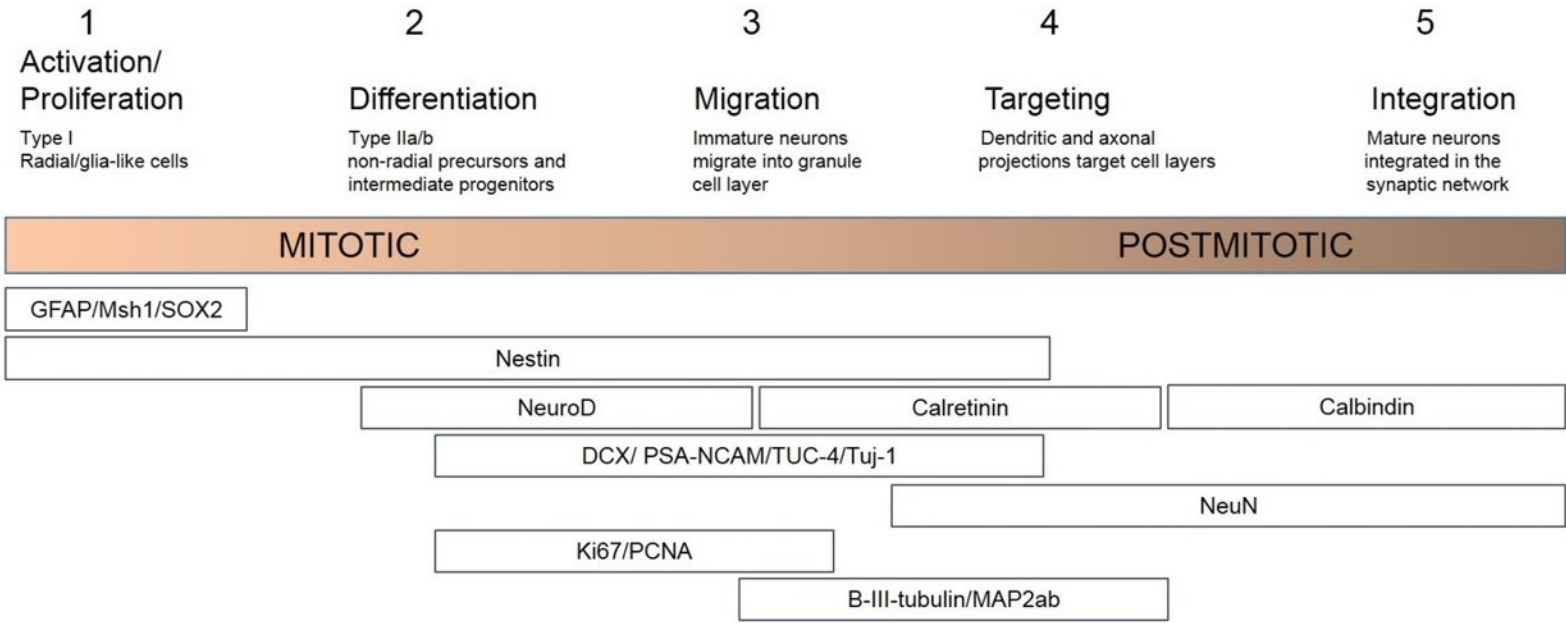 1 2 3 4 5
Activation/
Proliferation Differentiation Migration Targeting Integration
Type I
Radial/glia-like cells
Type IIa/b
non-radial precursors and
intermediate progenitors
Immature neurons
migrate into granule
cell layer
Dendritic and axonal
projections target cell layers
Mature neurons
integrated in the
synaptic network
MITOTIC POSTMITOTIC
GFAP/Msh1/SOX2
Nestin
NeuroD Calretinin Calbindin
DCX/ PSA-NCAM/TUC-4/Tuj-1
NeuN
Ki67/PCNA
B-III-tubulin/MAP2ab